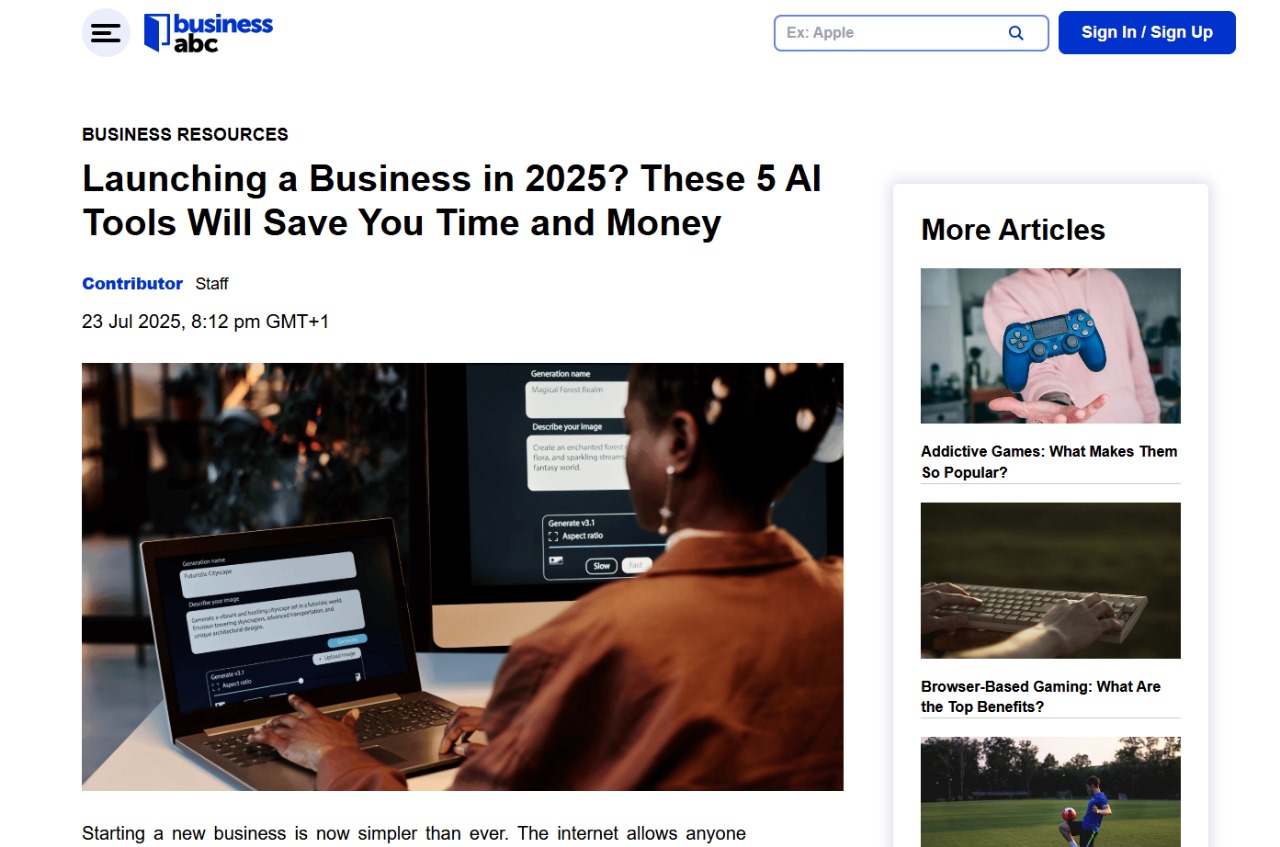 business
abc
Ex: Apple
Sign In / Sign Up
BUSINESS RESOURCES
Launching a Business in 2025? These 5 AI
Tools Will Save You Time and Money
Contributor Staff
23 Jul 2025, 8:12 pm GMT+1
Generation name
Magical Forest Realm
Describe your image
Create an enchanted forest
flora, and sparkling streams
fantasy world.
Generate v3.1
Aspect ratio
Slow
Fast
Generation name
Futuristic Cityscape
Describe your image
Generate a vibrant and bustling cityscape set in a futuristic world.
Envision towering skyscrapers, advanced transportation, and
unique architectural designs.
Generate
+ Upload image
Generate v3.1
Aspect ratio
Starting a new business is now simpler than ever. The internet allows anyone
More Articles
Addictive Games: What Makes Them
So Popular?
Browser-Based Gaming: What Are
the Top Benefits?